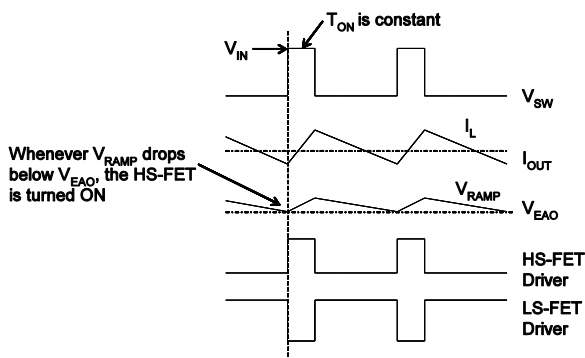 T_ON is constant
V_IN
V_SW
I_L
Whenever V_RAMP drops
below V_EAO, the HS-FET
is turned ON
I_OUT
V_RAMP
V_EAO
HS-FET
Driver
LS-FET
Driver